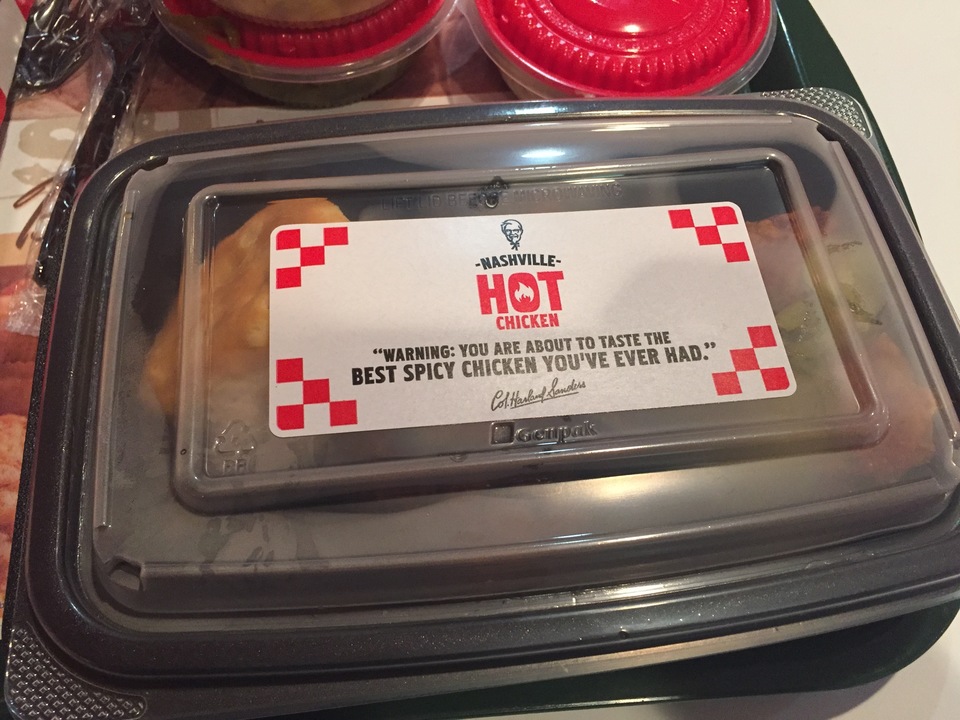 -NASHVILLE-
HOT
CHICKEN
“WARNING: YOU ARE ABOUT TO TASTE THE
BEST SPICY CHICKEN YOU'VE EVER HAD.”
Col. Harland Sanders
Genpak
PP